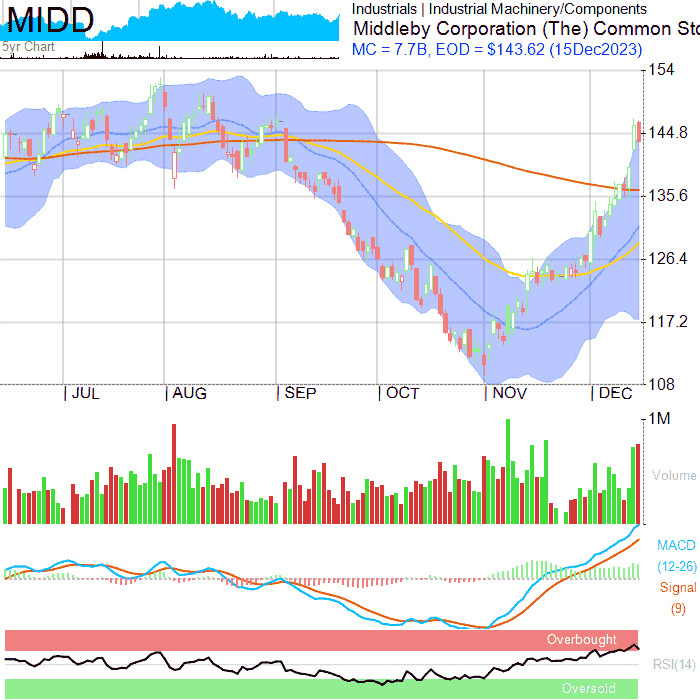 MIDD
5yr Chart
Industrials | Industrial Machinery/Components
Middleby Corporation (The) Common Sto
MC = 7.7B, EOD = $143.62 (15Dec2023)
154
144.8
135.6
126.4
117.2
108
JUL AUG SEP OCT NOV DEC
1M
Volume
MACD
(12-26)
Signal
(9)
Overbought
RSI(14)
Oversold